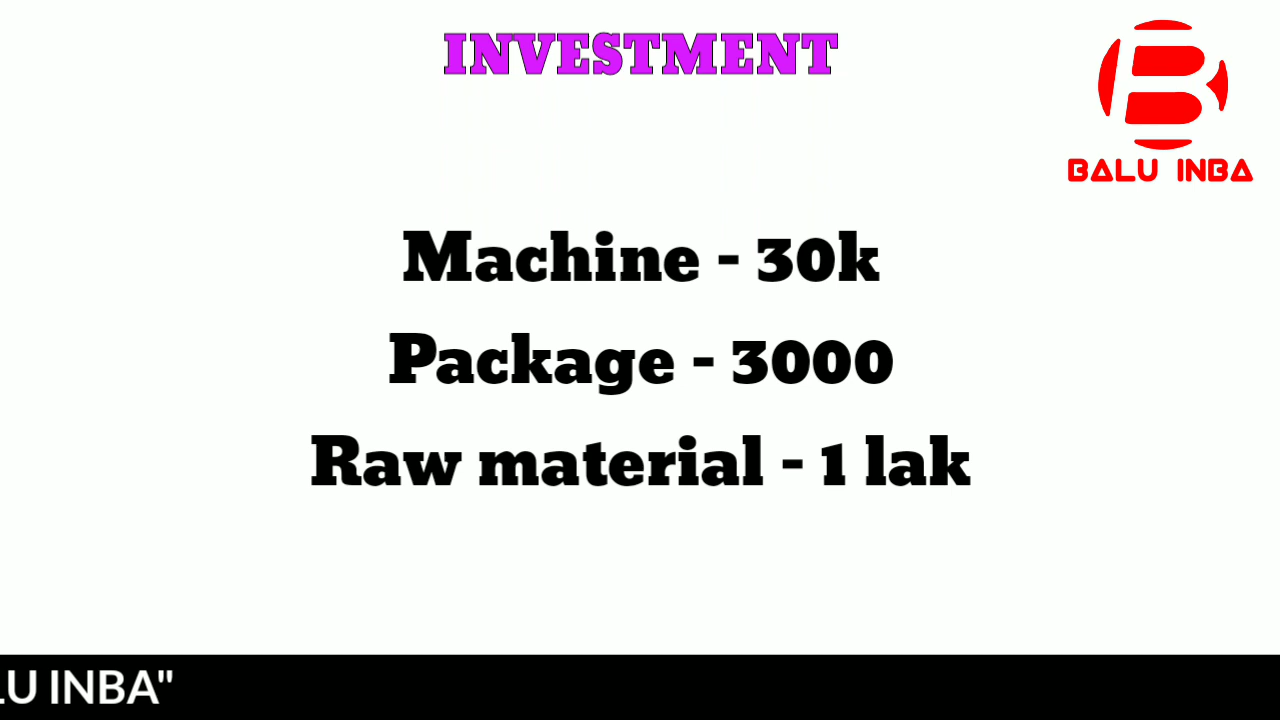 INVESTMENT
BALU INBA
Machine - 30k
Package - 3000
Raw material - 1 lak
LU INBA"